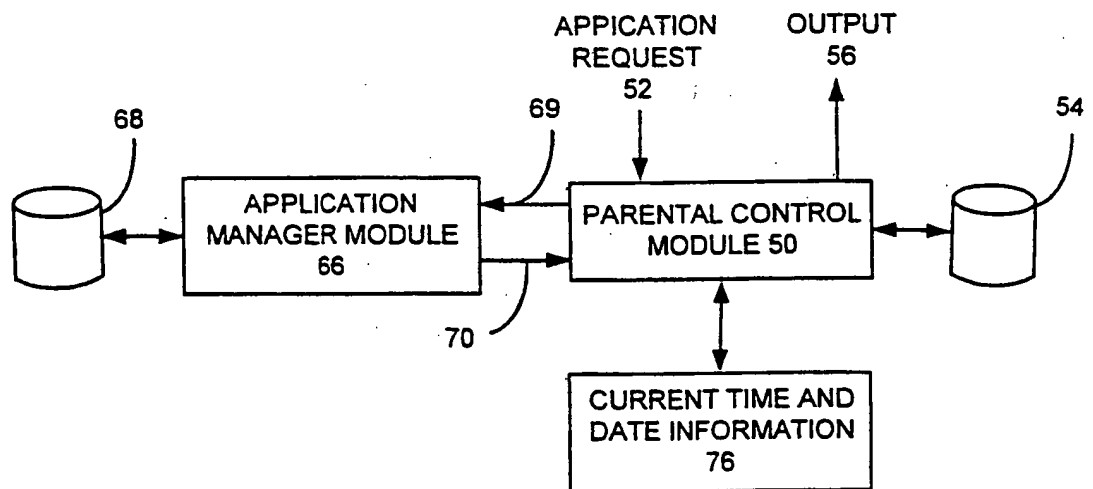 APPICATION
REQUEST
52
OUTPUT
56
68
69
54
APPLICATION
MANAGER MODULE
66
PARENTAL CONTROL
MODULE 50
70
CURRENT TIME AND
DATE INFORMATION
76